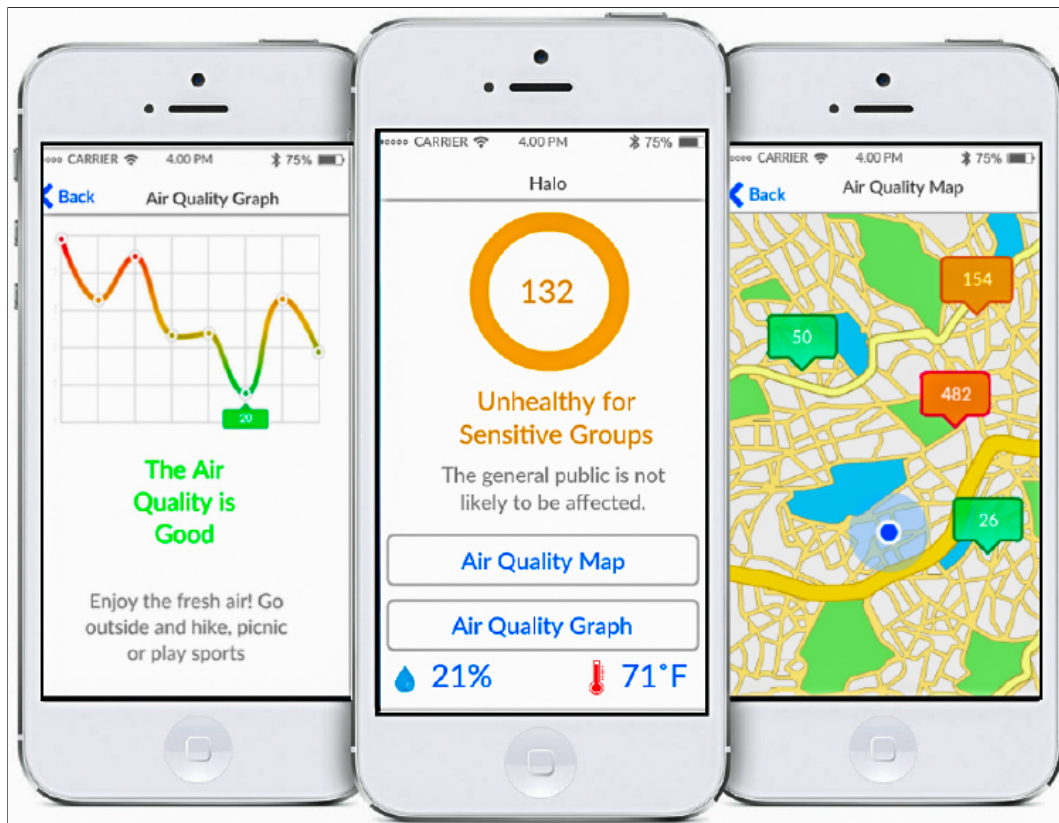 CARRIER 4.00 PM 75%
Back Air Quality Graph
20
The Air
Quality is
Good
Enjoy the fresh air! Go
outside and hike, picnic
or play sports
CARRIER 4.00 PM 75%
Halo
132
Unhealthy for
Sensitive Groups
The general public is not
likely to be affected.
Air Quality Map
Air Quality Graph
21% 71°F
CARRIER 4.00 PM 75%
Back Air Quality Map
154
50
482
26